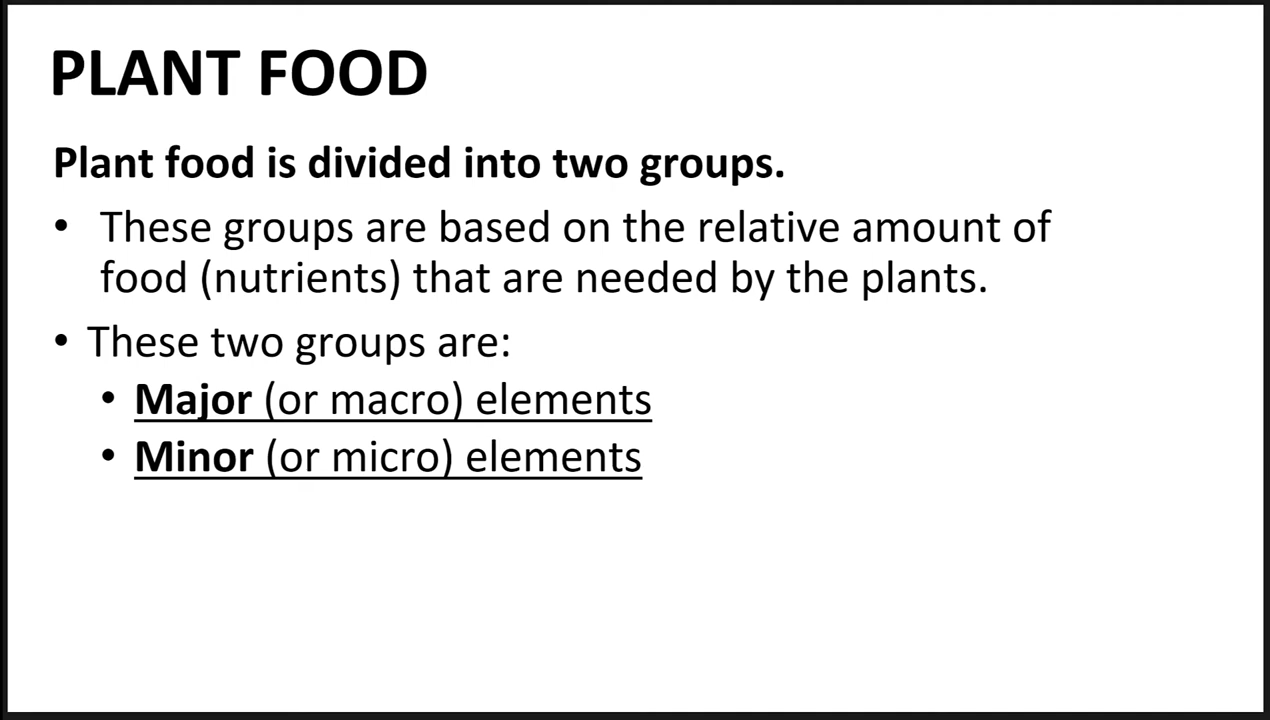 PLANT FOOD
Plant food is divided into two groups.
• These groups are based on the relative amount of
food (nutrients) that are needed by the plants.
• These two groups are:
• Major (or macro) elements
• Minor (or micro) elements